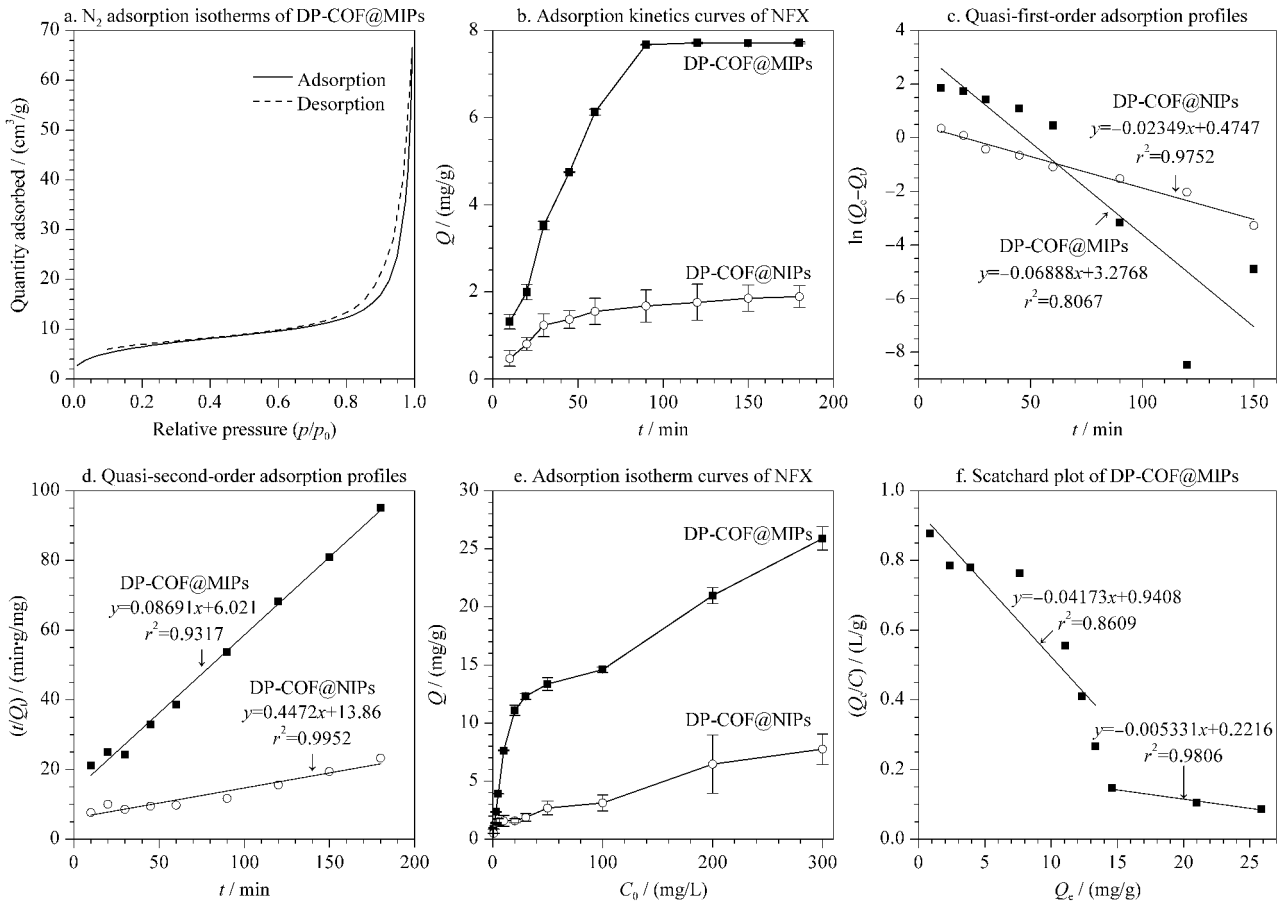 a. N₂ adsorption isotherms of DP-COF@MIPs
70
60
50
40
30
20
10
0
Quantity adsorbed / (cm³/g)
Adsorption
Desorption
0.0 0.2 0.4 0.6 0.8 1.0
Relative pressure (p/p₀)
b. Adsorption kinetics curves of NFX
8
6
4
2
0
Q / (mg/g)
DP-COF@MIPs
DP-COF@NIPs
0 50 100 150 200
t / min
c. Quasi-first-order adsorption profiles
4
2
0
−2
−4
−6
−8
ln (Qₑ−Qₜ)
DP-COF@NIPs
y=−0.02349x+0.4747
r²=0.9752
DP-COF@MIPs
y=−0.06888x+3.2768
r²=0.8067
0 50 100 150
t / min
d. Quasi-second-order adsorption profiles
100
80
60
40
20
0
(t/Qₜ) / (min·g/mg)
DP-COF@MIPs
y=0.08691x+6.021
r²=0.9317
DP-COF@NIPs
y=0.4472x+13.86
r²=0.9952
0 50 100 150 200
t / min
e. Adsorption isotherm curves of NFX
30
25
20
15
10
5
0
Q / (mg/g)
DP-COF@MIPs
DP-COF@NIPs
0 100 200 300
C₀ / (mg/L)
f. Scatchard plot of DP-COF@MIPs
1.0
0.8
0.6
0.4
0.2
0.0
(Qₑ/C) / (L/g)
y=−0.04173x+0.9408
r²=0.8609
y=−0.005331x+0.2216
r²=0.9806
0 5 10 15 20 25
Qₑ / (mg/g)